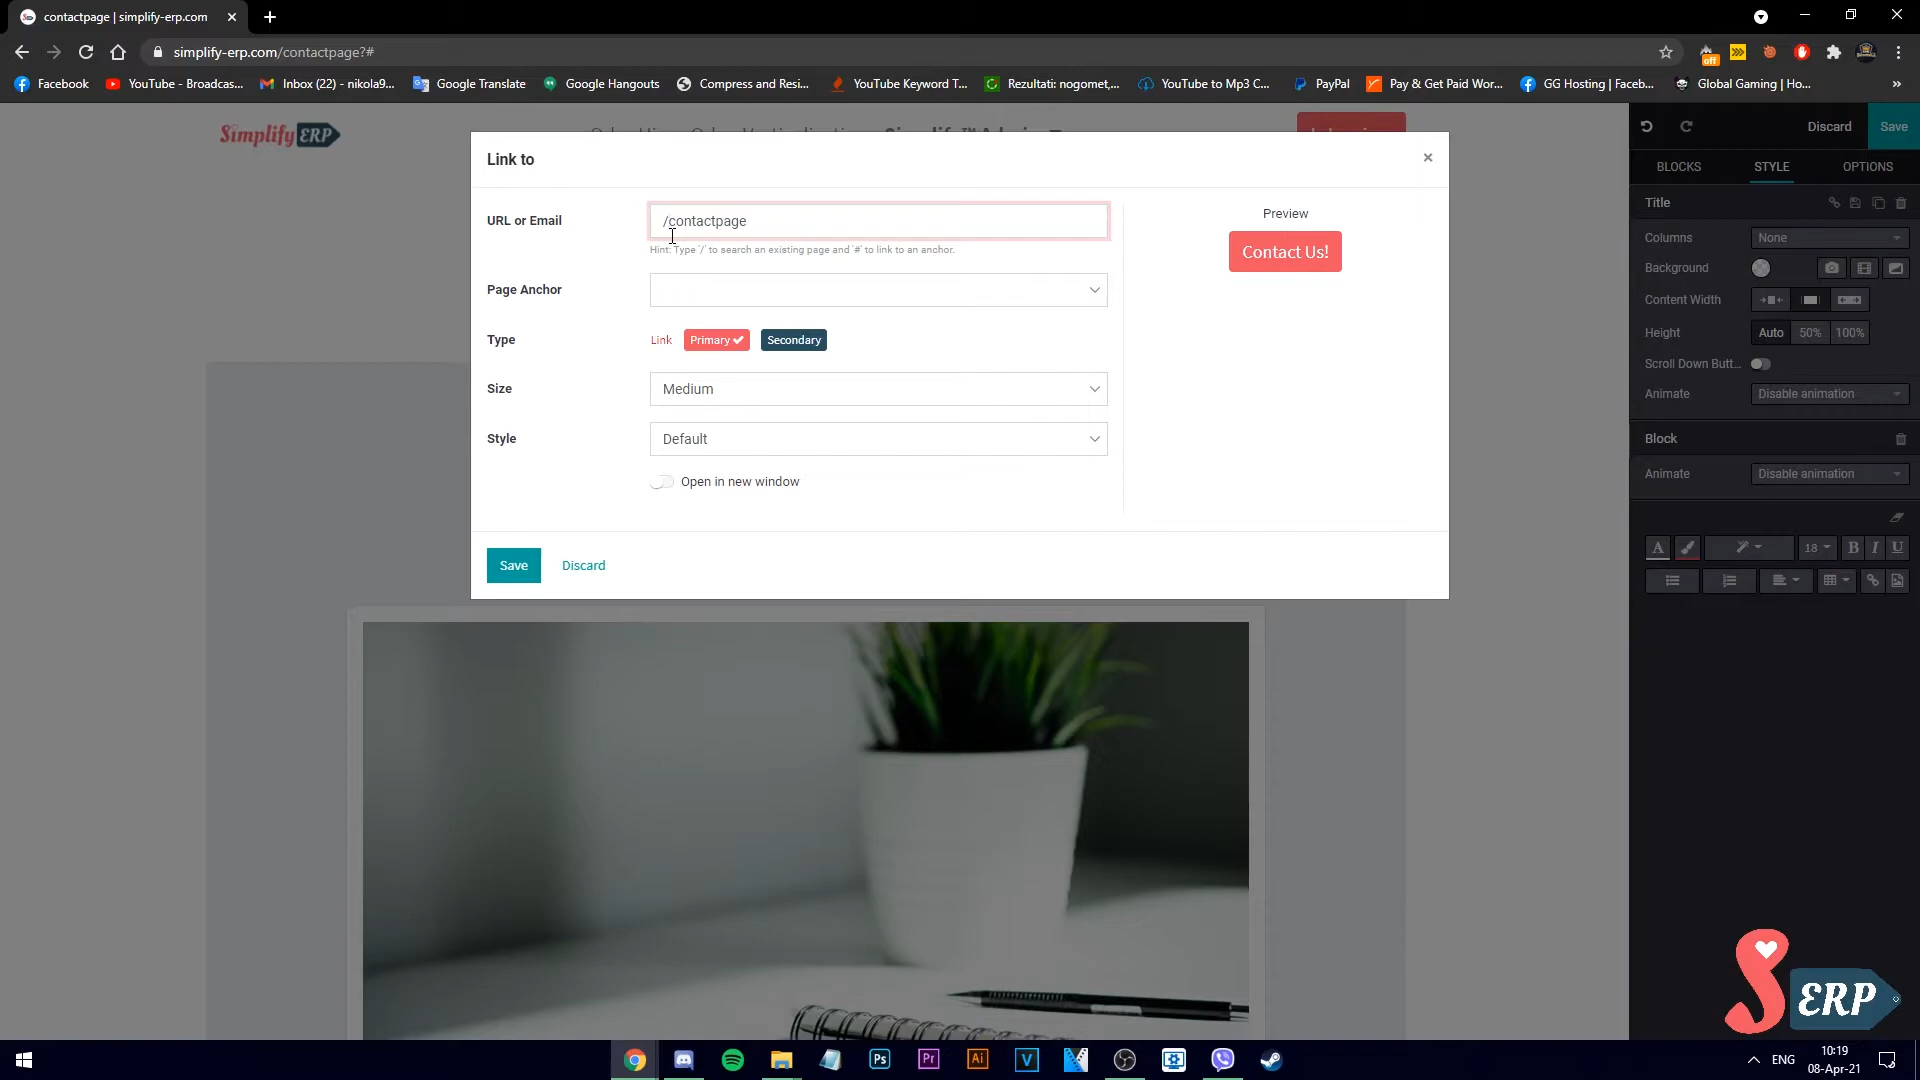 contactpage | simplify-erp.com
simplify-erp.com/contactpage?#
off
Facebook YouTube - Broadcas... Inbox (22) - nikola9... Google Translate Google Hangouts Compress and Resi... YouTube Keyword T... Rezultati: nogomet,... YouTube to Mp3 C... PayPal Pay & Get Paid Wor... GG Hosting | Faceb... Global Gaming | Ho... »
Simplify ERP
Discard Save
Link to
×
BLOCKS STYLE OPTIONS
Title
URL or Email /contactpage
Hint: Type '/' to search an existing page and '#' to link to an anchor.
Preview
Contact Us!
Columns None
Background
Page Anchor
Content Width
Type Link Primary Secondary
Height Auto 50% 100%
Scroll Down Butt...
Size Medium
Animate Disable animation
Style Default
Block
Open in new window
Animate Disable animation
A 18 B I U
Save Discard
S ERP
Ps Pr Ai V
ENG
10:19
08-Apr-21